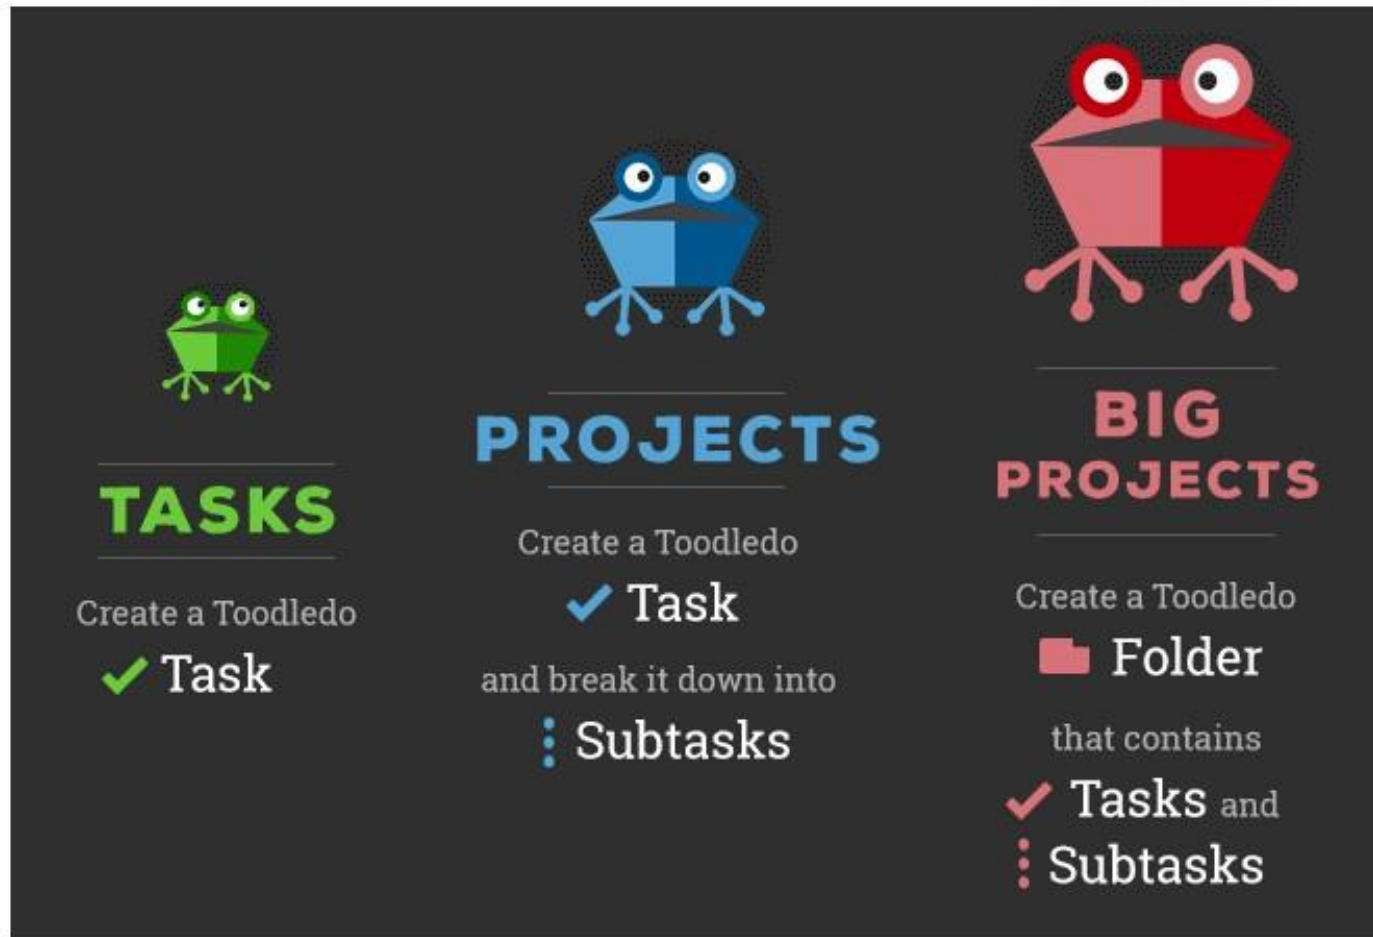 TASKS
Create a Toodledo
Task
PROJECTS
Create a Toodledo
Task
and break it down into
Subtasks
BIG
PROJECTS
Create a Toodledo
Folder
that contains
Tasks and
Subtasks